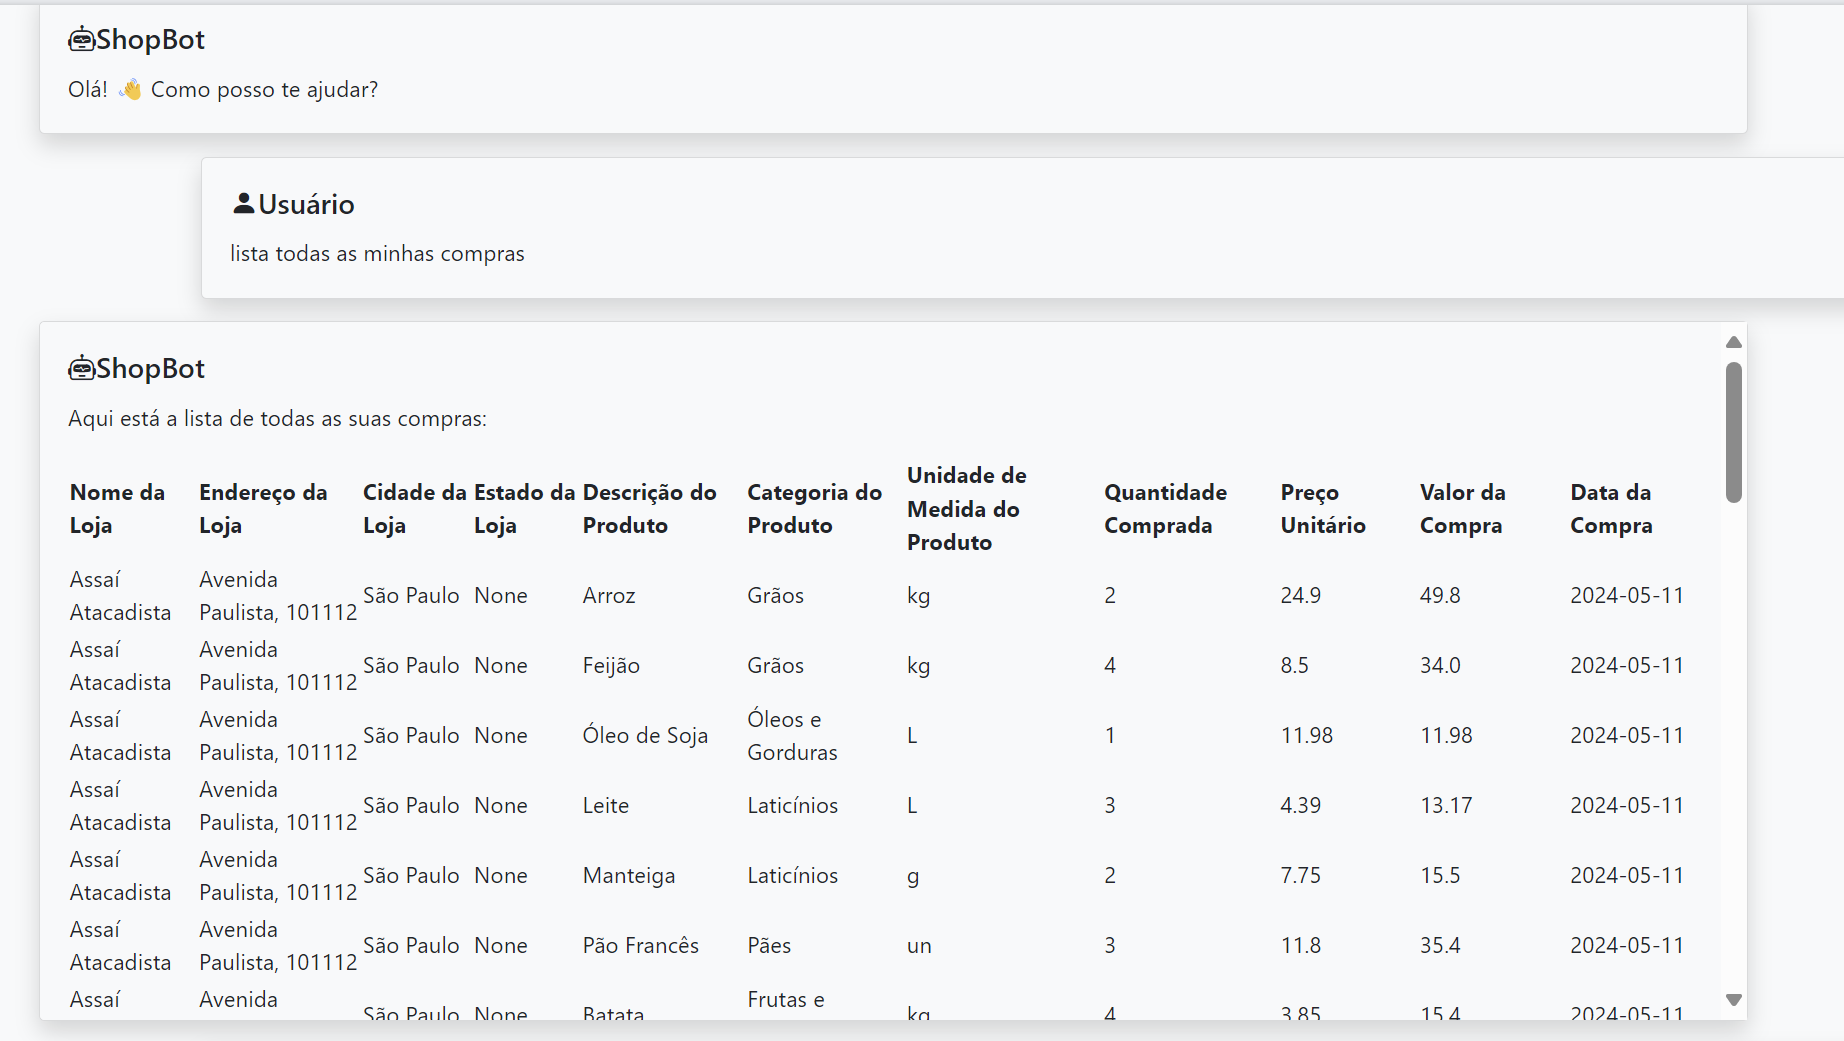 ShopBot
Olá! 👋 Como posso te ajudar?
Usuário
lista todas as minhas compras
ShopBot
Aqui está a lista de todas as suas compras:
Nome da Loja Endereço da Loja Cidade da Loja Estado da Loja Descrição do Produto Categoria do Produto Unidade de Medida do Produto Quantidade Comprada Preço Unitário Valor da Compra Data da Compra
Assaí Atacadista Avenida Paulista, 101112 São Paulo None Arroz Grãos kg 2 24.9 49.8 2024-05-11
Assaí Atacadista Avenida Paulista, 101112 São Paulo None Feijão Grãos kg 4 8.5 34.0 2024-05-11
Assaí Atacadista Avenida Paulista, 101112 São Paulo None Óleo de Soja Óleos e Gorduras L 1 11.98 11.98 2024-05-11
Assaí Atacadista Avenida Paulista, 101112 São Paulo None Leite Laticínios L 3 4.39 13.17 2024-05-11
Assaí Atacadista Avenida Paulista, 101112 São Paulo None Manteiga Laticínios g 2 7.75 15.5 2024-05-11
Assaí Atacadista Avenida Paulista, 101112 São Paulo None Pão Francês Pães un 3 11.8 35.4 2024-05-11
Assaí Avenida São Paulo None Batata Frutas e kg 4 3.85 15.4 2024-05-11